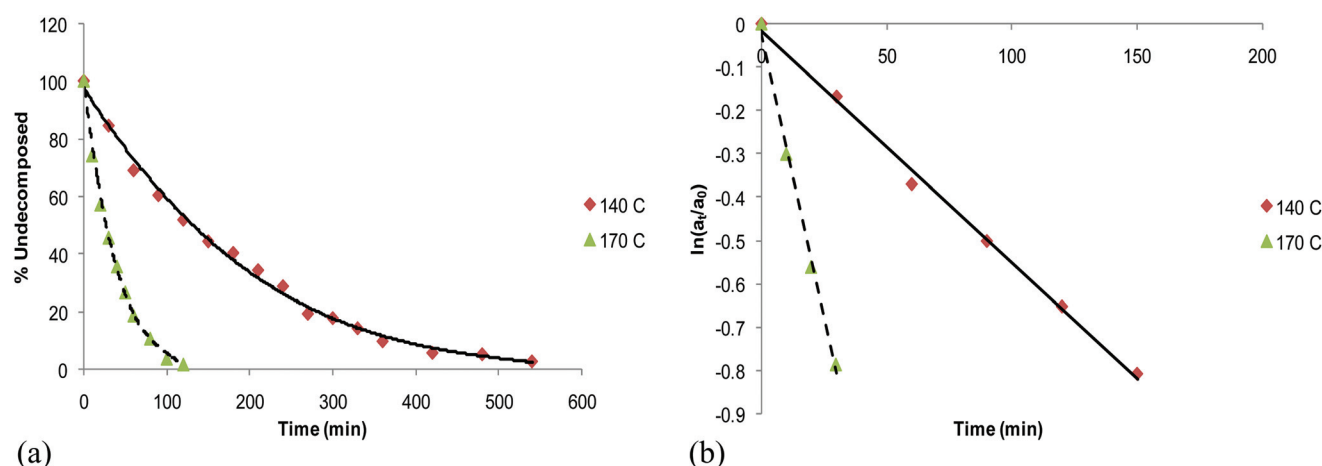 120
100
80
60
40
20
0
% Undecomposed
0 100 200 300 400 500 600
Time (min)
140 C
170 C
(a)
0
-0.1
-0.2
-0.3
-0.4
-0.5
-0.6
-0.7
-0.8
-0.9
ln(at/a0)
0 50 100 150 200
Time (min)
140 C
170 C
(b)